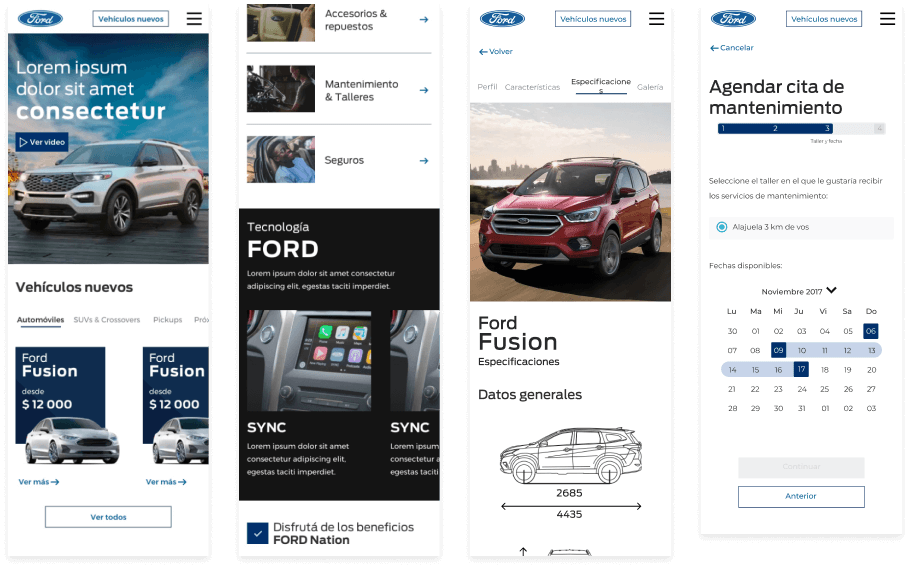 Ford
Vehículos nuevos
Lorem ipsum
dolor sit amet
consectetur
Ver video
Vehículos nuevos
Automóviles
SUVs & Crossovers
Pickups
Próx
Ford
Fusion
desde
$ 12 000
Ver más
Ford
Fusion
desde
$ 12 000
Ver más
Ver todos
Accesorios &
repuestos
Mantenimiento
& Talleres
Seguros
Tecnología
FORD
Lorem ipsum dolor sit amet consectetur
adipiscing elit, egestas taciti imperdiet.
SYNC
Lorem ipsum dolor sit amet
consectetur adipiscing elit,
egestas taciti imperdiet.
SYNC
Lorem ips
consectetur a
egestas taciti
Disfrutá de los beneficios
FORD Nation
Ford
Vehículos nuevos
Volver
Perfil
Características
Especificacione
s
Galería
Ford
Fusion
Especificaciones
Datos generales
2685
4435
Ford
Vehículos nuevos
Cancelar
Agendar cita de
mantenimiento
1 2 3 4
Taller y fecha
Seleccione el taller en el que le gustaría recibir
los servicios de mantenimiento:
Alajuela 3 km de vos
Fechas disponibles:
Noviembre 2017
Lu Ma Mi Ju Vi Sa Do
30 01 02 03 04 05 06
07 08 09 10 11 12 13
14 15 16 17 18 19 20
21 22 23 24 25 26 27
28 29 30 31 01 02 03
Continuar
Anterior